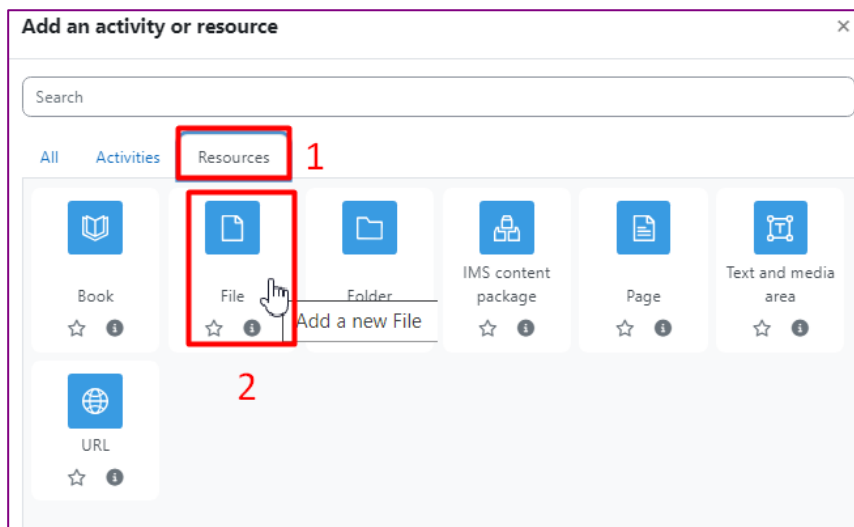 Add an activity or resource
×
Search
All Activities Resources 1
Book File Folder IMS content package Page Text and media area
Add a new File
2
URL